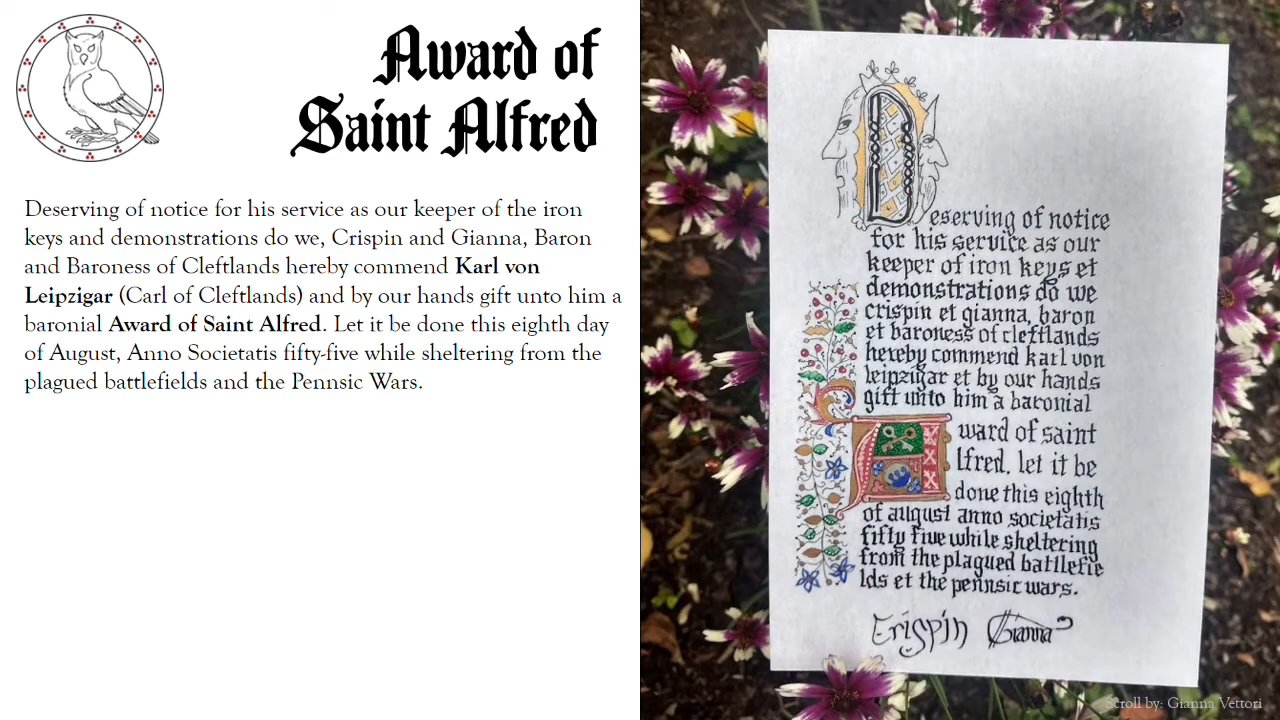 Award of
Saint Alfred
Deserving of notice for his service as our keeper of the iron
keys and demonstrations do we, Crispin and Gianna, Baron
and Baroness of Cleftlands hereby commend Karl von
Leipzigar (Carl of Cleftlands) and by our hands gift unto him a
baronial Award of Saint Alfred. Let it be done this eighth day
of August, Anno Societatis fifty-five while sheltering from the
plagued battlefields and the Pennsic Wars.
Deserving of notice
for his service as our
keeper of iron keys et
demonstrations do we
crispin et gianna, baron
et baroness of cleftlands
hereby commend karl von
leipzigar et by our hands
gift unto him a baronial
Award of saint
lfred. let it be
done this eighth
of august anno societatis
fifty five while sheltering
from the plagued battlefie
lds et the pennsic wars.
Crispin Gianna
Scroll by: Gianna Vettori